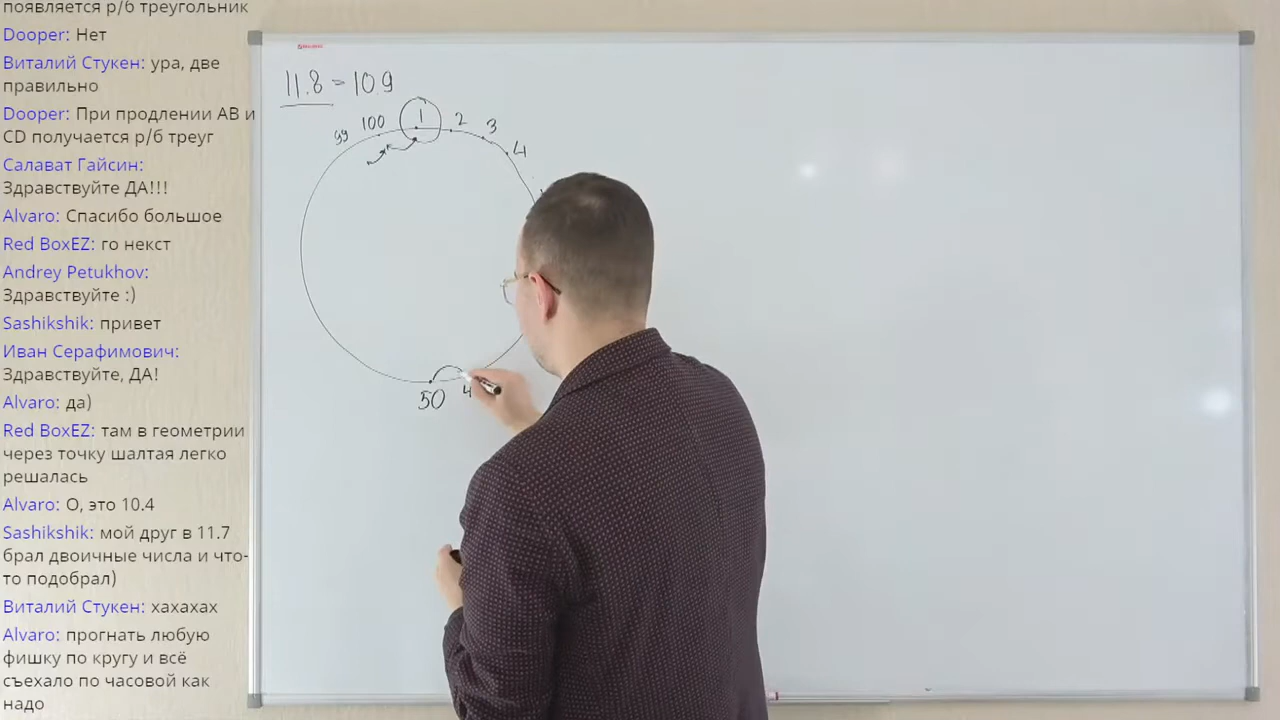 появляется р/б треугольник
Dooper: Нет
Виталий Стукен: ура, две
правильно
Dooper: При продлении АВ и
CD получается р/б треуг
Салават Гайсин:
Здравствуйте ДА!!!
Alvaro: Спасибо большое
Red BoxEZ: го некст
Andrey Petukhov:
Здравствуйте :)
Sashikshik: привет
Иван Серафимович:
Здравствуйте, ДА!
Alvaro: да)
Red BoxEZ: там в геометрии
через точку шалтая легко
решалась
Alvaro: О, это 10.4
Sashikshik: мой друг в 11.7
брал двоичные числа и что-
то подобрал)
Виталий Стукен: хахахах
Alvaro: прогнать любую
фишку по кругу и всё
съехало по часовой как
надо
11.8 = 10.9
99 100 1 2 3 4
50 4